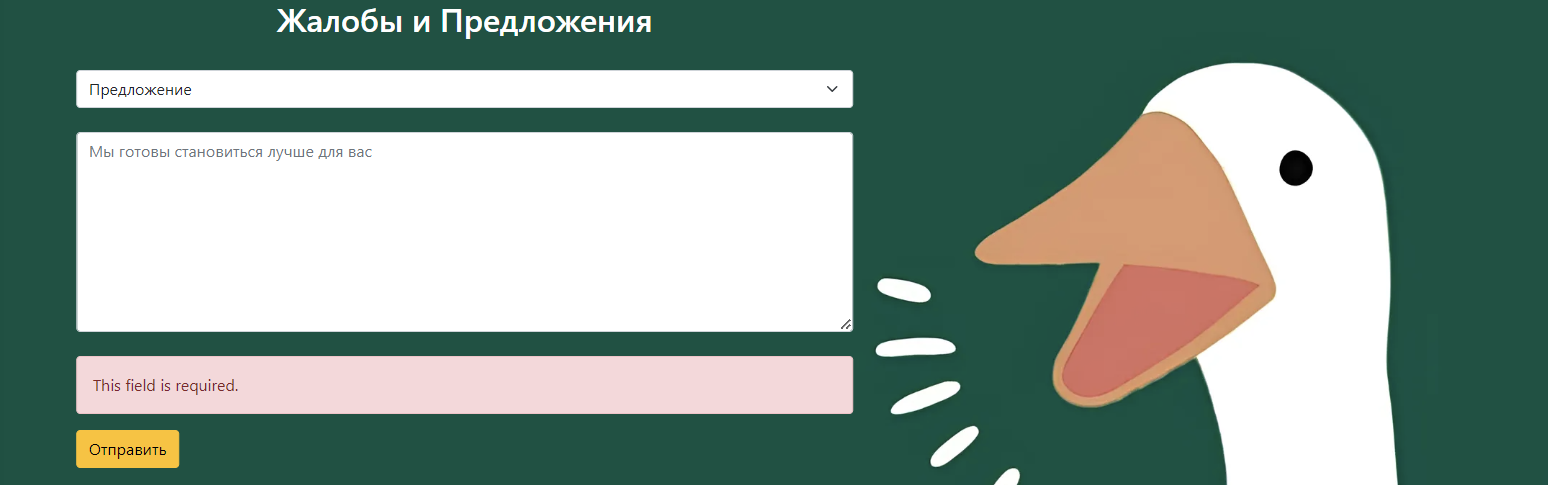 Жалобы и Предложения
Предложение
Мы готовы становиться лучше для вас
This field is required.
Отправить